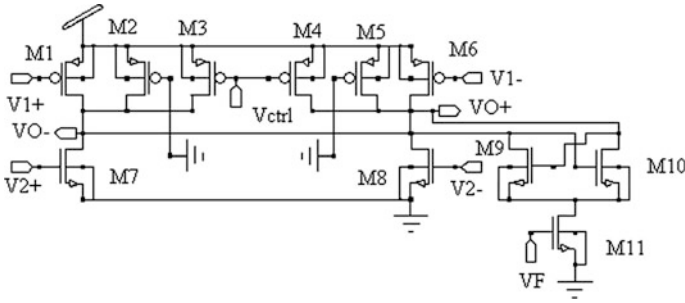 M1 M2 M3 M4 M5 M6
V1+ Vctrl V1-
VO- VO+
V2+ M7 M8 V2- M9 M10
VF M11